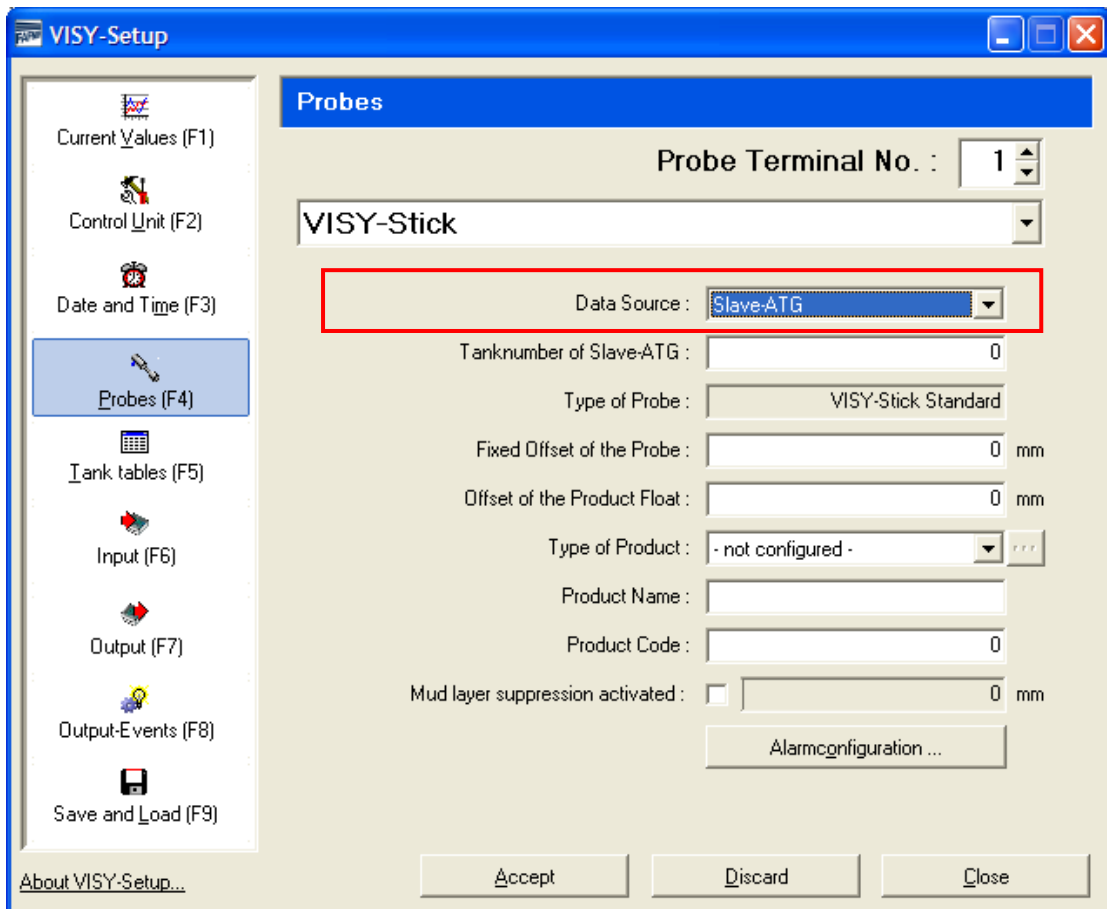 VISY-Setup
Current Values (F1)
Control Unit (F2)
Date and Time (F3)
Probes (F4)
Tank tables (F5)
Input (F6)
Output (F7)
Output-Events (F8)
Save and Load (F9)
About VISY-Setup...
Probes
Probe Terminal No. : 1
VISY-Stick
Data Source : Slave-ATG
Tanknumber of Slave-ATG : 0
Type of Probe : VISY-Stick Standard
Fixed Offset of the Probe : 0 mm
Offset of the Product Float : 0 mm
Type of Product : - not configured - ...
Product Name :
Product Code : 0
Mud layer suppression activated : 0 mm
Alarmconfiguration ...
Accept Discard Close